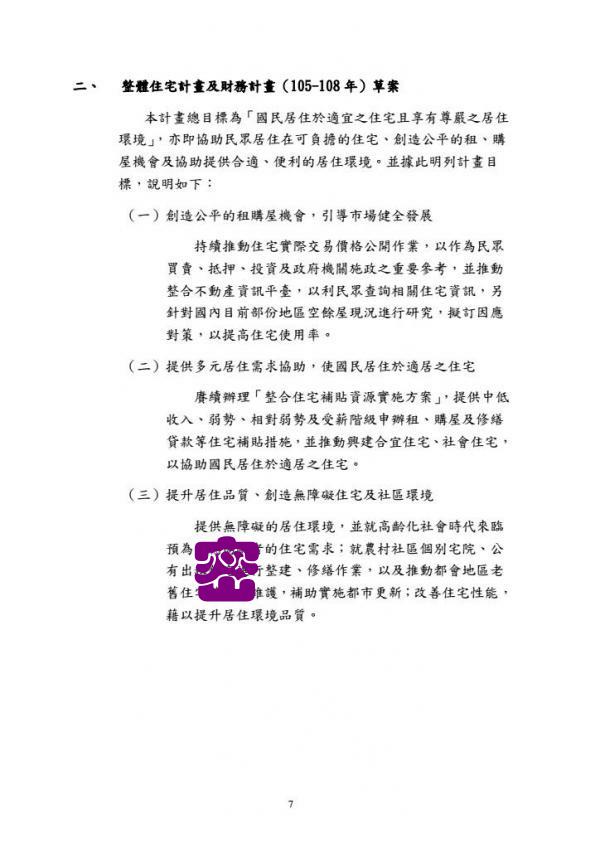 二、 整體住宅計畫及財務計畫（105-108 年）草案
本計畫總目標為「國民居住於適宜之住宅且享有尊嚴之居住
環境」，亦即協助民眾居住在可負擔的住宅、創造公平的租、購
屋機會及協助提供合適、便利的居住環境。並據此明列計畫目
標，說明如下：
（一）創造公平的租購屋機會，引導市場健全發展
持續推動住宅實際交易價格公開作業，以作為民眾
買賣、抵押、投資及政府機關施政之重要參考，並推動
整合不動產資訊平臺，以利民眾查詢相關住宅資訊，另
針對國內目前部份地區空餘屋現況進行研究，擬訂因應
對策，以提高住宅使用率。
（二）提供多元居住需求協助，使國民居住於適居之住宅
賡續辦理「整合住宅補貼資源實施方案」，提供中低
收入、弱勢、相對弱勢及受薪階級申辦租、購屋及修繕
貸款等住宅補貼措施，並推動興建合宜住宅、社會住宅，
以協助國民居住於適居之住宅。
（三）提升居住品質、創造無障礙住宅及社區環境
提供無障礙的居住環境，並就高齡化社會時代來臨
預為 的住宅需求；就農村社區個別宅院、公
有出 整建、修繕作業，以及推動都會地區老
舊住 維護，補助實施都市更新；改善住宅性能，
藉以提升居住環境品質。
7